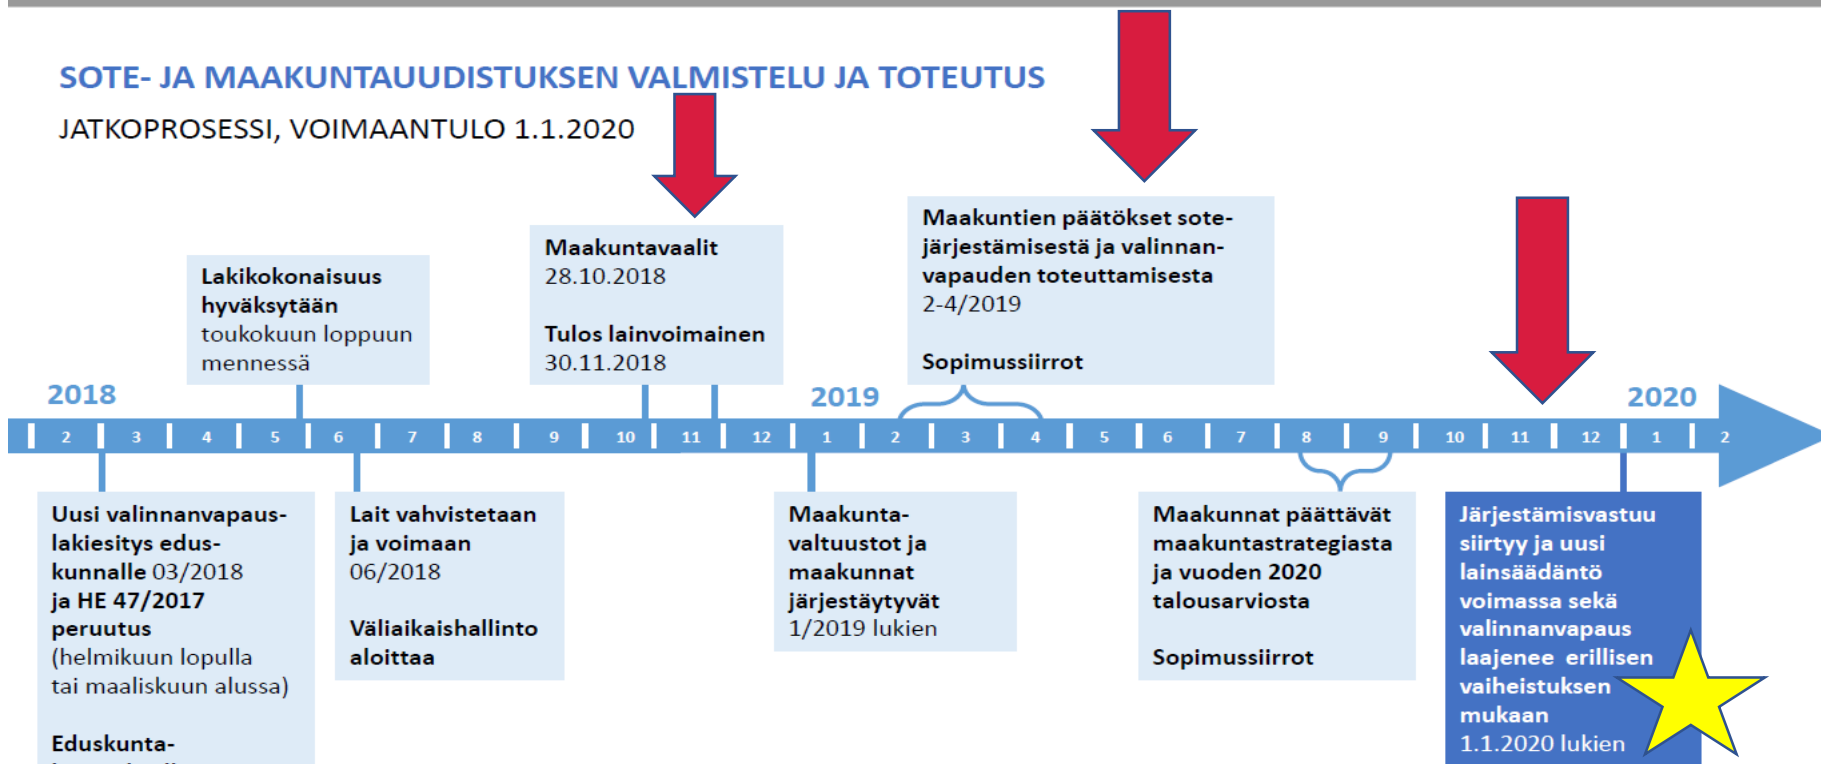 SOTE- JA MAAKUNTAUUDISTUKSEN VALMISTELU JA TOTEUTUS
JATKOPROSESSI, VOIMAANTULO 1.1.2020
Lakikokonaisuus
hyväksytään
toukokuun loppuun
mennessä
Maakuntavaalit
28.10.2018
Tulos lainvoimainen
30.11.2018
Maakuntien päätökset sote-
järjestämisestä ja valinnan-
vapauden toteuttamisesta
2-4/2019
Sopimussiirrot
2018
2019
2020
2 3 4 5 6 7 8 9 10 11 12 1 2 3 4 5 6 7 8 9 10 11 12 1 2
Uusi valinnanvapaus-
lakiesitys edus-
kunnalle 03/2018
ja HE 47/2017
peruutus
(helmikuun lopulla
tai maaliskuun alussa)
Eduskunta-
Lait vahvistetaan
ja voimaan
06/2018
Väliaikaishallinto
aloittaa
Maakunta-
valtuustot ja
maakunnat
järjestäytyvät
1/2019 lukien
Maakunnat päättävät
maakuntastrategiasta
ja vuoden 2020
talousarviosta
Sopimussiirrot
Järjestämisvastuu
siirtyy ja uusi
lainsäädäntö
voimassa sekä
valinnanvapaus
laajenee erillisen
vaiheistuksen
mukaan
1.1.2020 lukien